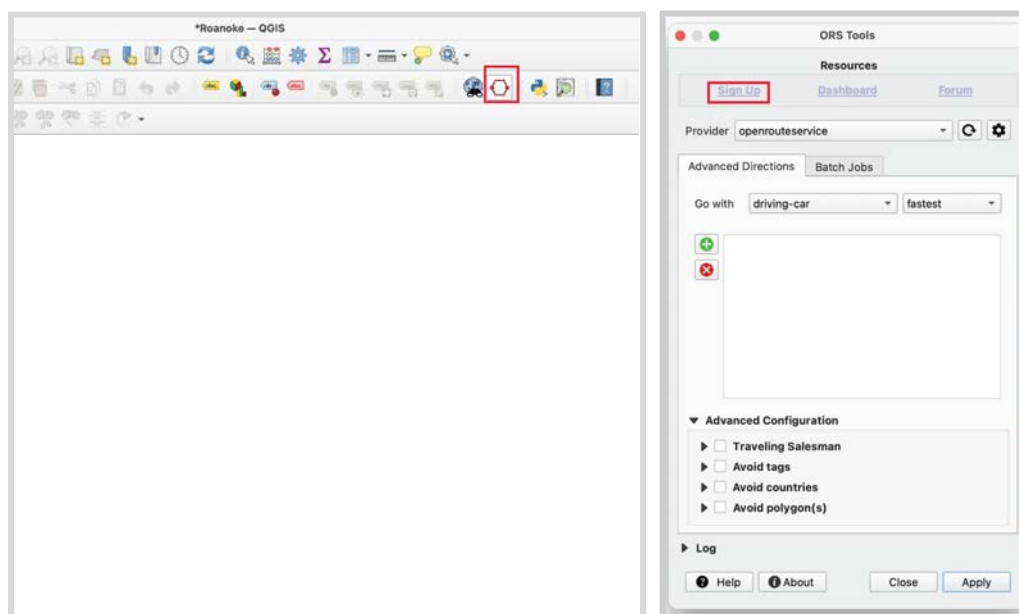 *Roanoke — QGIS
ORS Tools
Resources
Sign Up Dashboard Forum
Provider openrouteservice
Advanced Directions Batch Jobs
Go with driving-car fastest
Advanced Configuration
Traveling Salesman
Avoid tags
Avoid countries
Avoid polygon(s)
Log
Help About Close Apply